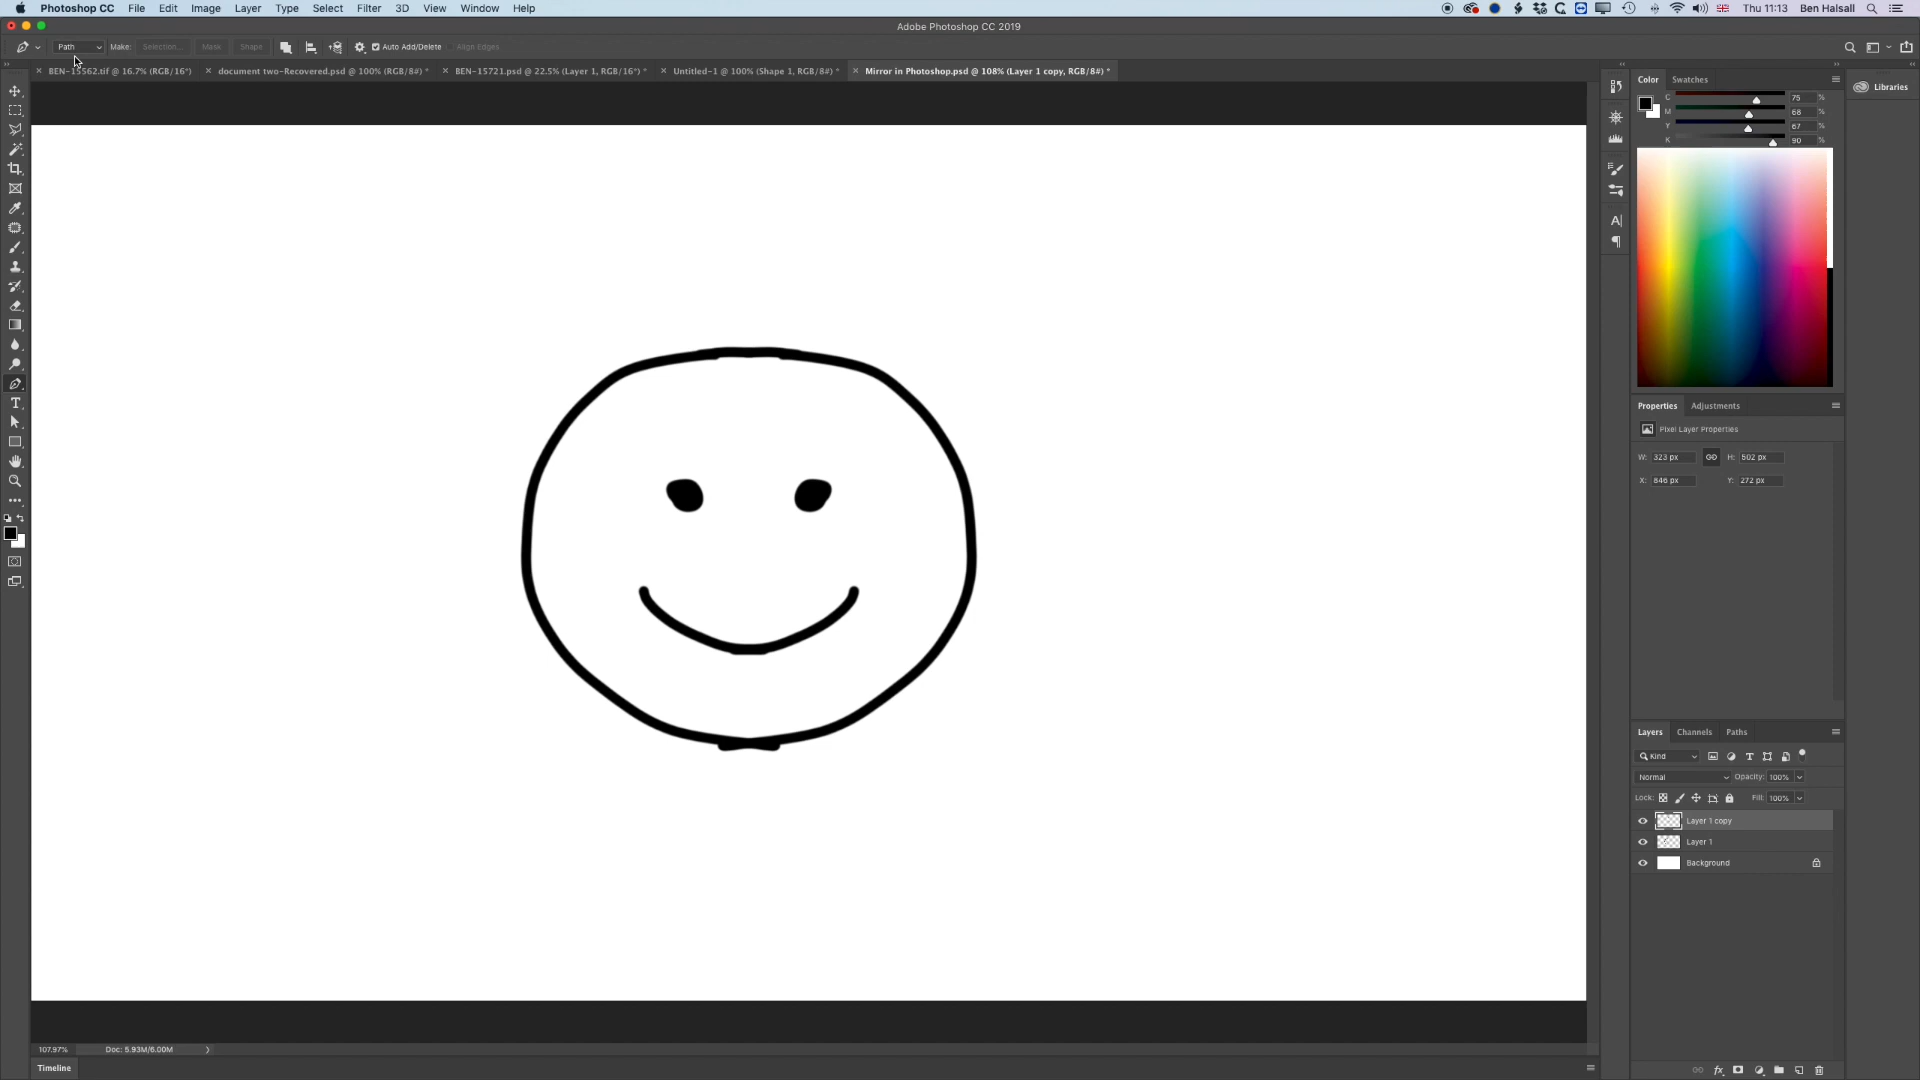 Photoshop CC File Edit Image Layer Type Select Filter 3D View Window Help Thu 11:13 Ben Halsall
Adobe Photoshop CC 2019
Path Make: Selection... Mask Shape Auto Add/Delete Align Edges
BEN-15562.tif @ 16.7% (RGB/16*) document two-Recovered.psd @ 100% (RGB/8#) * BEN-15721.psd @ 22.5% (Layer 1, RGB/16*) * Untitled-1 @ 100% (Shape 1, RGB/8#) * Mirror in Photoshop.psd @ 108% (Layer 1 copy, RGB/8#) *
Color Swatches
Libraries
C 75 %
M 68 %
Y 67 %
K 90 %
Properties Adjustments
Pixel Layer Properties
W: 323 px H: 502 px
X: 846 px Y: 272 px
Layers Channels Paths
Kind
Normal Opacity: 100%
Lock: Fill: 100%
Layer 1 copy
Layer 1
Background
107.97% Doc: 5.93M/6.00M
Timeline